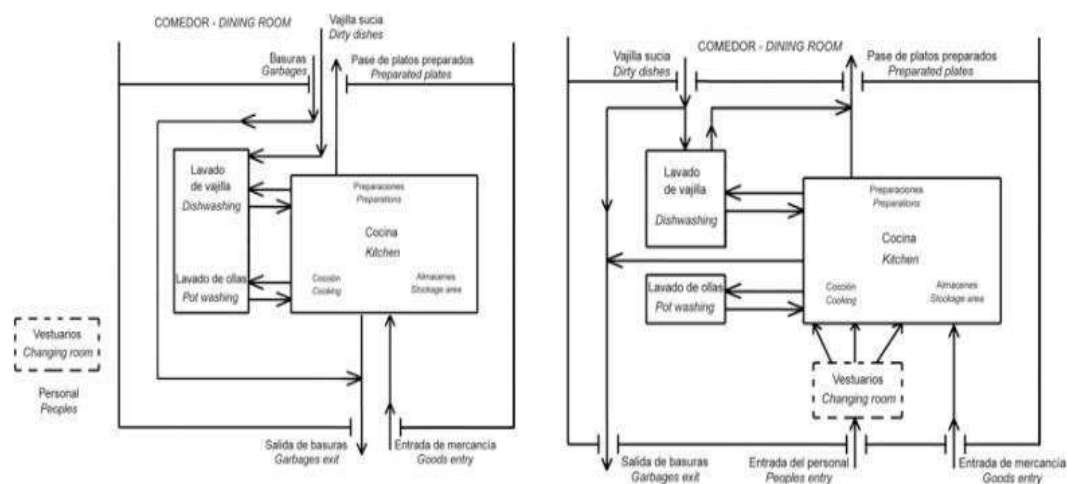 COMEDOR - DINING ROOM
Vajilla sucia
Dirty dishes
Basuras
Garbages
Pase de platos preparados
Preparated plates
Lavado
de vajilla
Dishwashing
Preparaciones
Preparations
Cocina
Kitchen
Lavado de ollas
Pot washing
Cocción
Cooking
Almacenes
Stockage area
Vestuarios
Changing room
Personal
Peoples
Salida de basuras
Garbages exit
Entrada de mercancía
Goods entry
COMEDOR - DINING ROOM
Vajilla sucia
Dirty dishes
Pase de platos preparados
Preparated plates
Lavado
de vajilla
Dishwashing
Preparaciones
Preparations
Cocina
Kitchen
Lavado de ollas
Pot washing
Cocción
Cooking
Almacenes
Stockage area
Vestuarios
Changing room
Salida de basuras
Garbages exit
Entrada del personal
Peoples entry
Entrada de mercancía
Goods entry